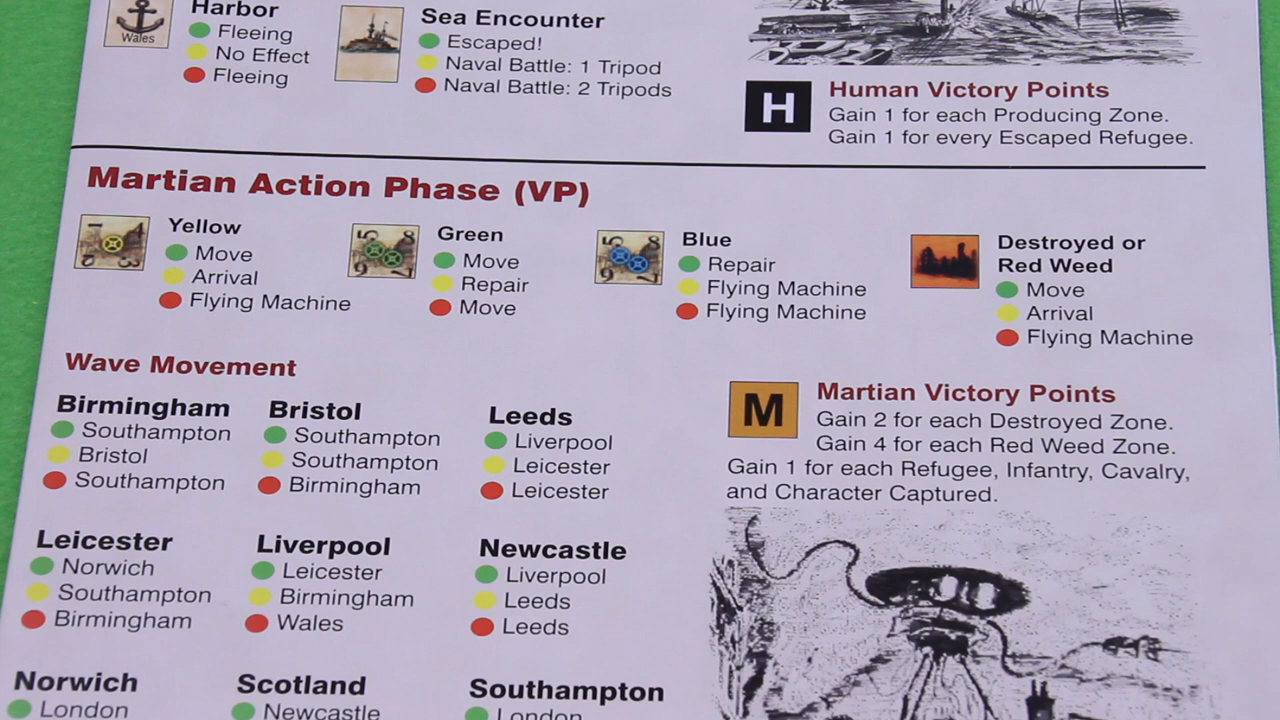 Wales
Harbor
Fleeing
No Effect
Fleeing
Sea Encounter
Escaped!
Naval Battle: 1 Tripod
Naval Battle: 2 Tripods
H
Human Victory Points
Gain 1 for each Producing Zone.
Gain 1 for every Escaped Refugee.
Martian Action Phase (VP)
Yellow
Move
Arrival
Flying Machine
Green
Move
Repair
Move
Blue
Repair
Flying Machine
Flying Machine
Destroyed or
Red Weed
Move
Arrival
Flying Machine
Wave Movement
Birmingham
Southampton
Bristol
Southampton
Bristol
Southampton
Southampton
Birmingham
Leeds
Liverpool
Leicester
Leicester
M
Martian Victory Points
Gain 2 for each Destroyed Zone.
Gain 4 for each Red Weed Zone.
Gain 1 for each Refugee, Infantry, Cavalry,
and Character Captured.
Leicester
Norwich
Southampton
Birmingham
Liverpool
Leicester
Birmingham
Wales
Newcastle
Liverpool
Leeds
Leeds
Norwich
London
Scotland
Newcastle
Southampton
London